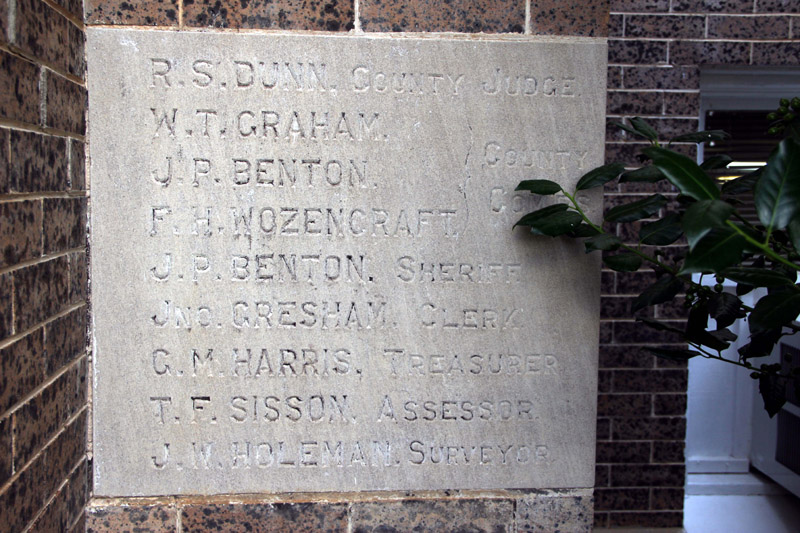 R. S. DUNN. COUNTY JUDGE.
W. T. GRAHAM.
J. P. BENTON. COUNTY
F. H. WOZENCRAFT.
J. P. BENTON. SHERIFF
JNO. GRESHAM. CLERK.
G. M. HARRIS. TREASURER
T. F. SISSON. ASSESSOR.
J. W. HOLEMAN. SURVEYOR.